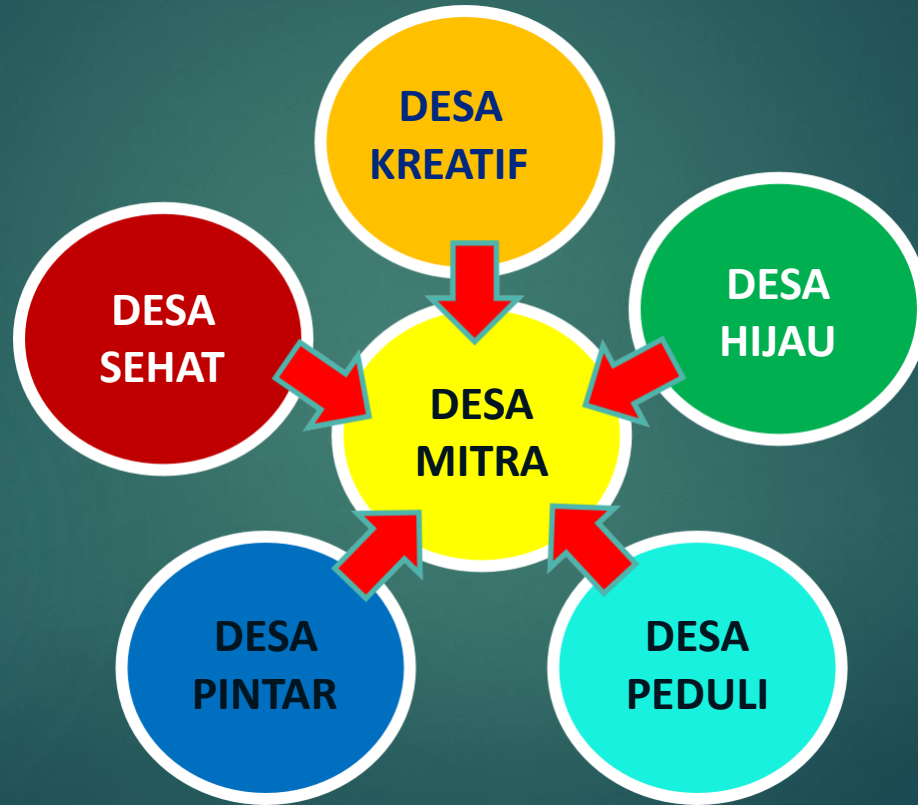 DESA
KREATIF
DESA
SEHAT
DESA
HIJAU
DESA
MITRA
DESA
PINTAR
DESA
PEDULI